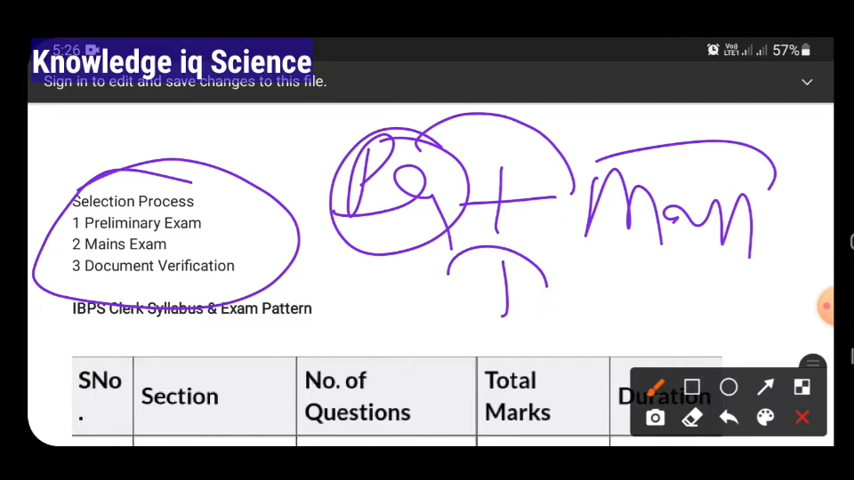 5:26
57%
Knowledge iq Science
Sign in to edit and save changes to this file.
Selection Process
1 Preliminary Exam
2 Mains Exam
3 Document Verification
IBPS Clerk Syllabus & Exam Pattern
SNo
.
Section
No. of
Questions
Total
Marks
Duration
+